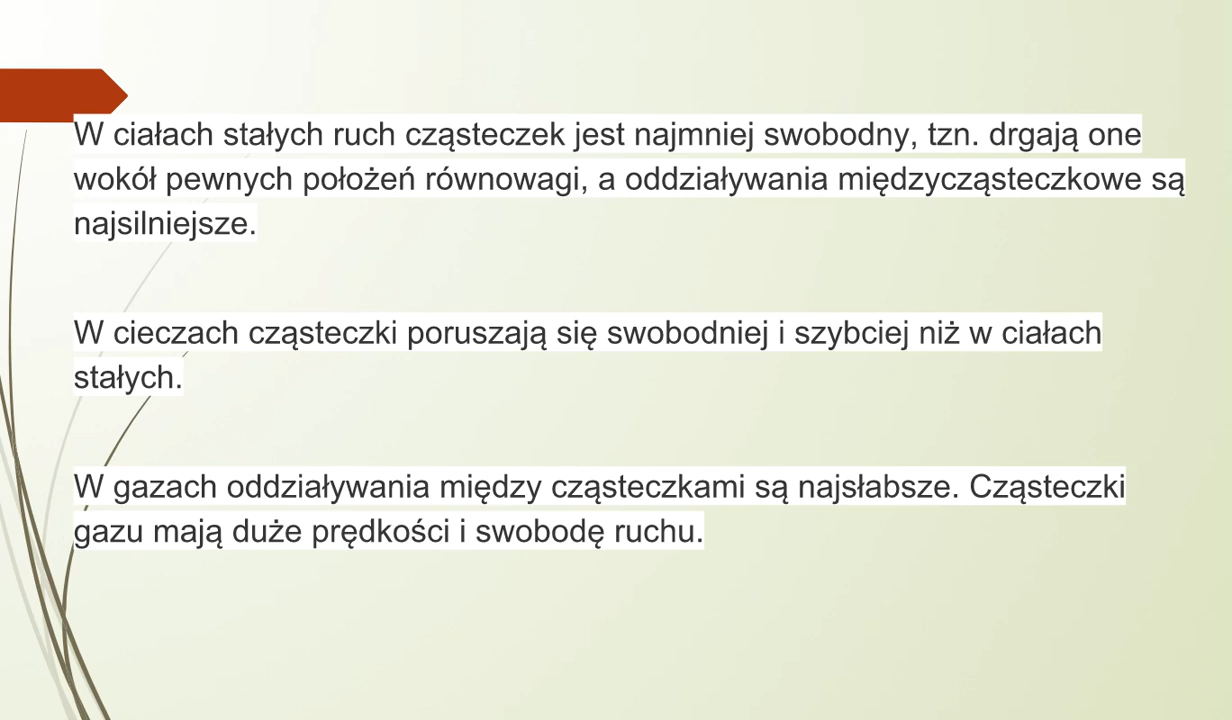 W ciałach stałych ruch cząsteczek jest najmniej swobodny, tzn. drgają one
wokół pewnych położeń równowagi, a oddziaływania międzycząsteczkowe są
najsilniejsze.
W cieczach cząsteczki poruszają się swobodniej i szybciej niż w ciałach
stałych.
W gazach oddziaływania między cząsteczkami są najsłabsze. Cząsteczki
gazu mają duże prędkości i swobodę ruchu.